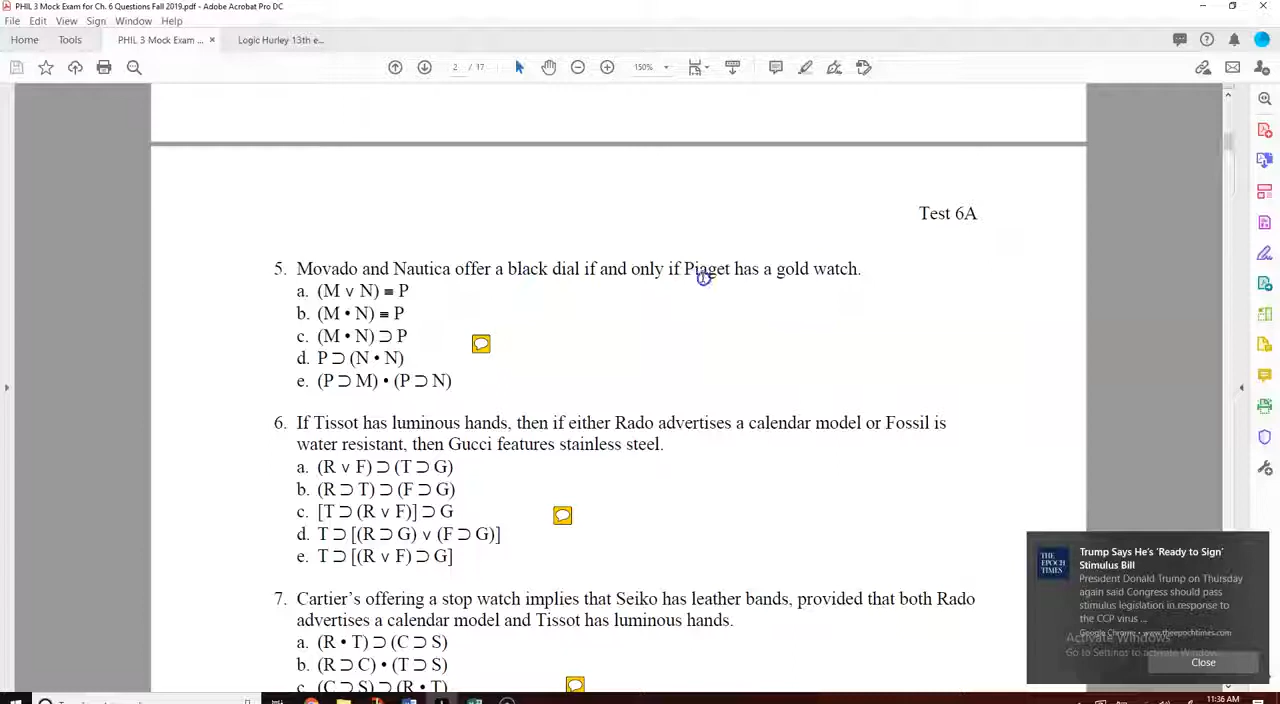 PHIL 3 Mock Exam for Ch. 6 Questions Fall 2019.pdf - Adobe Acrobat Pro DC
File Edit View Sign Window Help
Home Tools PHIL 3 Mock Exam ... × Logic Hurley 13th e...
2 / 17 150%
Test 6A
5. Movado and Nautica offer a black dial if and only if Piaget has a gold watch.
a. (M v N) ≡ P
b. (M • N) ≡ P
c. (M • N) ⊃ P
d. P ⊃ (N • N)
e. (P ⊃ M) • (P ⊃ N)
6. If Tissot has luminous hands, then if either Rado advertises a calendar model or Fossil is
water resistant, then Gucci features stainless steel.
a. (R v F) ⊃ (T ⊃ G)
b. (R ⊃ T) ⊃ (F ⊃ G)
c. [T ⊃ (R v F)] ⊃ G
d. T ⊃ [(R ⊃ G) v (F ⊃ G)]
e. T ⊃ [(R v F) ⊃ G]
7. Cartier's offering a stop watch implies that Seiko has leather bands, provided that both Rado
advertises a calendar model and Tissot has luminous hands.
a. (R • T) ⊃ (C ⊃ S)
b. (R ⊃ C) • (T ⊃ S)
c. (C ⊃ S) ⊃ (R • T)
THE EPOCH TIMES
Trump Says He's 'Ready to Sign'
Stimulus Bill
President Donald Trump on Thursday
again said Congress should pass
stimulus legislation in response to
the CCP virus ...
Google Chrome • www.theepochtimes.com
Activate Windows
Go to Settings to activate Windows.
Close
11:36 AM